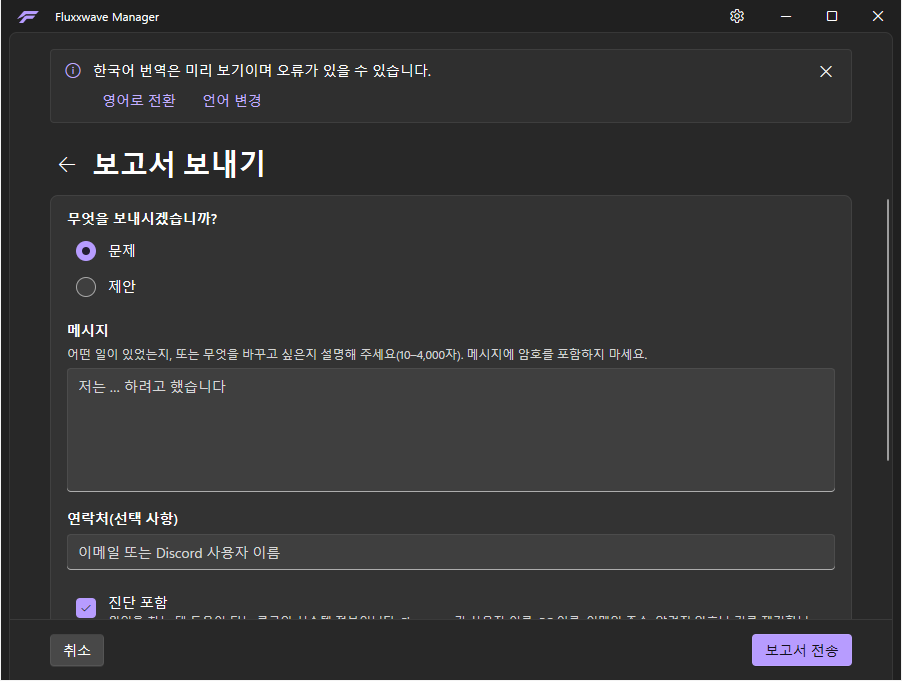 Fluxxwave Manager
한국어 번역은 미리 보기이며 오류가 있을 수 있습니다.
영어로 전환 언어 변경
보고서 보내기
무엇을 보내시겠습니까?
문제
제안
메시지
어떤 일이 있었는지, 또는 무엇을 바꾸고 싶은지 설명해 주세요(10–4,000자). 메시지에 암호를 포함하지 마세요.
저는 ... 하려고 했습니다
연락처(선택 사항)
이메일 또는 Discord 사용자 이름
진단 포함
취소
보고서 전송